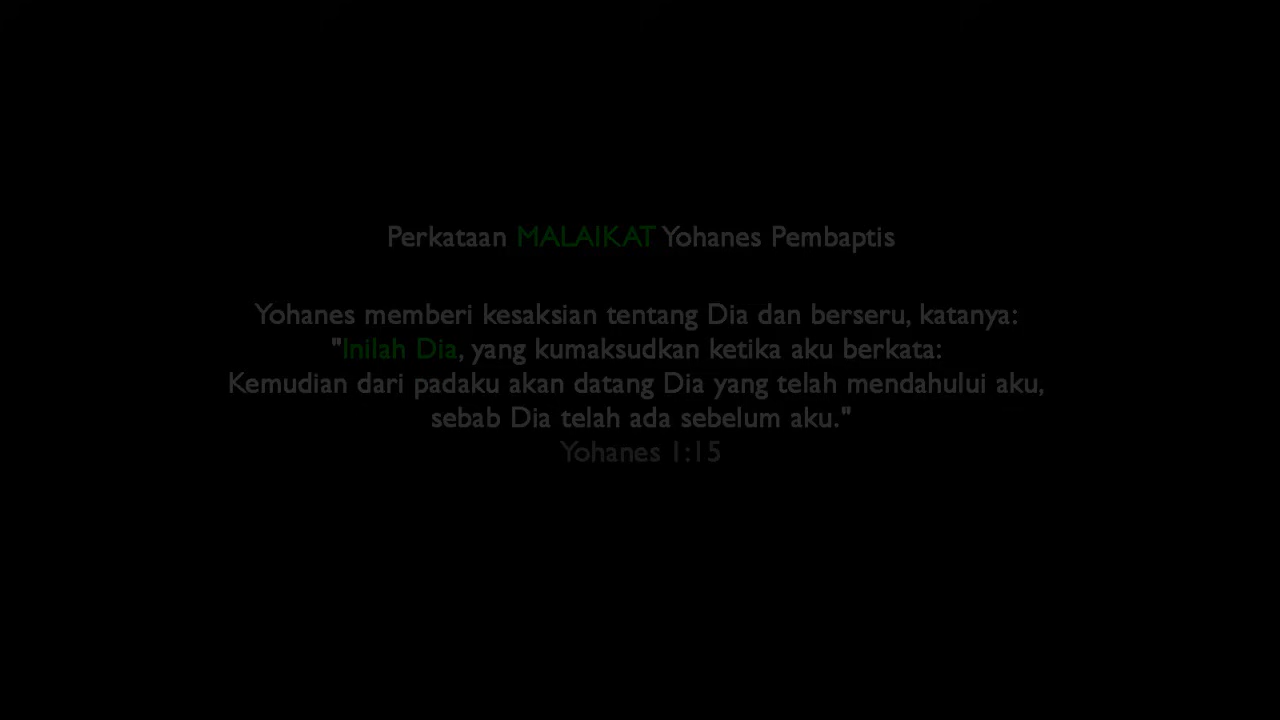 Perkataan MALAIKAT Yohanes Pembaptis
Yohanes memberi kesaksian tentang Dia dan berseru, katanya:
"Inilah Dia, yang kumaksudkan ketika aku berkata:
Kemudian dari padaku akan datang Dia yang telah mendahului aku,
sebab Dia telah ada sebelum aku."
Yohanes 1:15